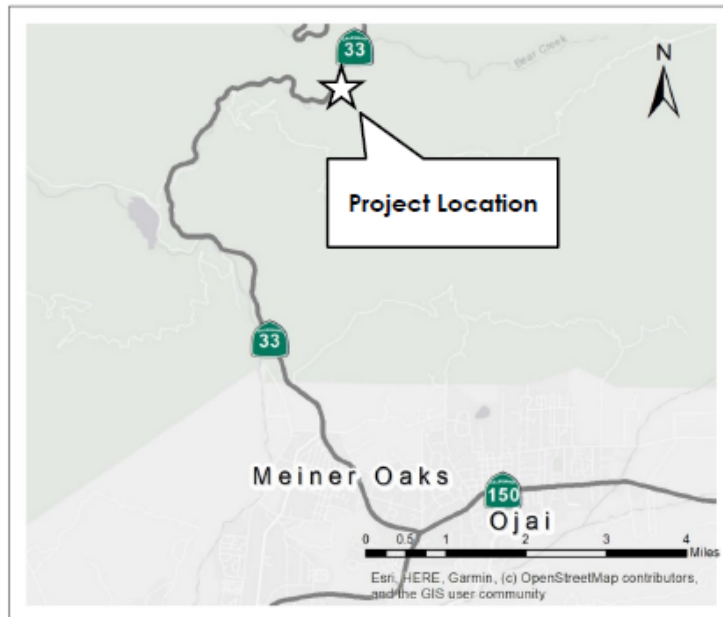 33
Bear Creek
N
Project Location
33
Meiner Oaks
150
Ojai
0 0.5 1 2 3 4
Miles
Esri, HERE, Garmin, (c) OpenStreetMap contributors,
and the GIS user community